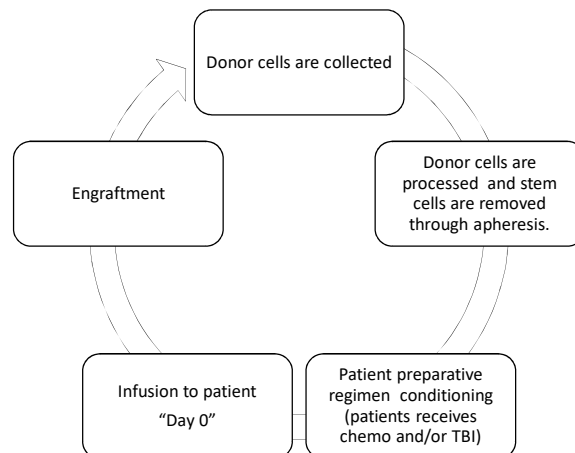 Donor cells are collected
Donor cells are
processed and stem
cells are removed
through apheresis.
Patient preparative
regimen conditioning
(patients receives
chemo and/or TBI)
Infusion to patient
“Day 0”
Engraftment